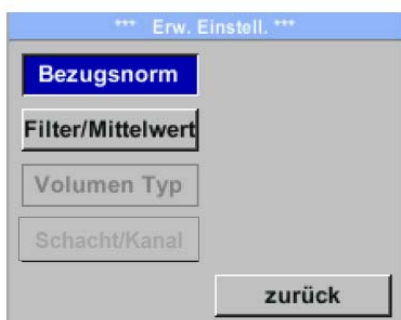 *** Erw. Einstell. ***
Bezugsnorm
Filter/Mittelwert
Volumen Typ
Schacht/Kanal
zurück